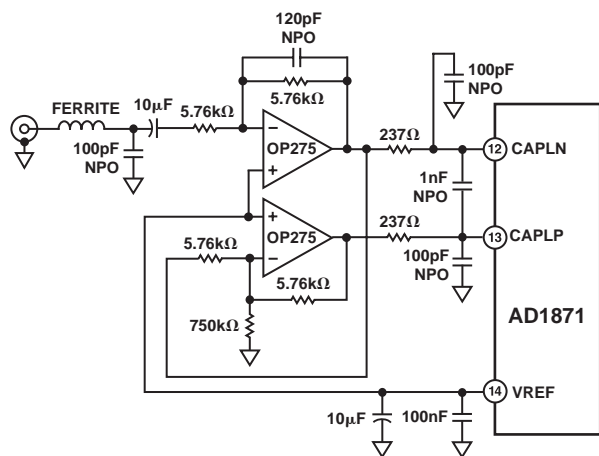 120pF
NPO
5.76kΩ
FERRITE
10μF
5.76kΩ
100pF
NPO
OP275
237Ω
100pF
NPO
12
CAPLN
1nF
NPO
OP275
237Ω
13
CAPLP
5.76kΩ
5.76kΩ
100pF
NPO
750kΩ
AD1871
14
VREF
10μF
100nF